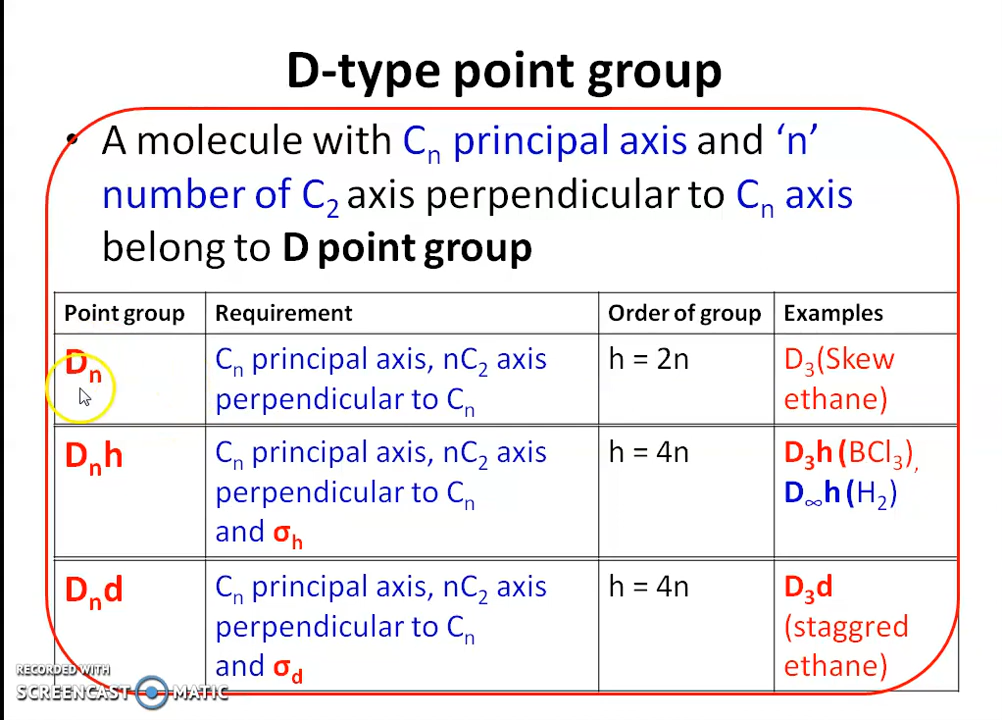 D-type point group
• A molecule with Cₙ principal axis and ‘n’
number of C₂ axis perpendicular to Cₙ axis
belong to D point group
Point group Requirement Order of group Examples
Dₙ Cₙ principal axis, nC₂ axis h = 2n D₃(Skew
perpendicular to Cₙ ethane)
Dₙh Cₙ principal axis, nC₂ axis h = 4n D₃h (BCl₃),
perpendicular to Cₙ D∞h (H₂)
and σₕ
Dₙd Cₙ principal axis, nC₂ axis h = 4n D₃d
perpendicular to Cₙ (staggred
and σd ethane)
RECORDED WITH
SCREENCAST-O-MATIC